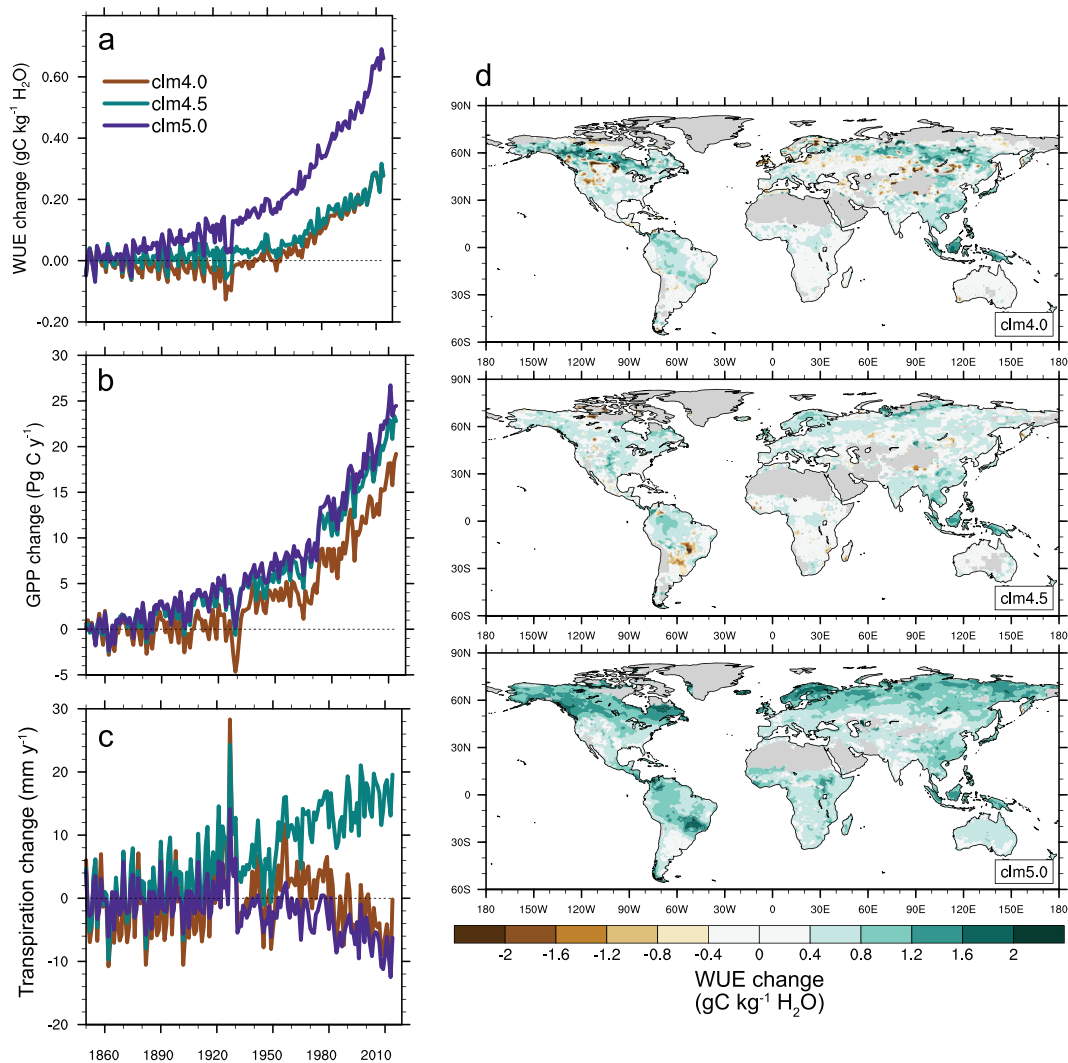 a
WUE change (gC kg⁻¹ H₂O)
0.60
0.40
0.20
0.00
-0.20
clm4.0
clm4.5
clm5.0
b
GPP change (Pg C y⁻¹)
30
25
20
15
10
5
0
-5
c
Transpiration change (mm y⁻¹)
30
20
10
0
-10
-20
1860 1890 1920 1950 1980 2010
d
90N
60N
30N
0
30S
60S
clm4.0
180 150W 120W 90W 60W 30W 0 30E 60E 90E 120E 150E 180
90N
60N
30N
0
30S
60S
clm4.5
180 150W 120W 90W 60W 30W 0 30E 60E 90E 120E 150E 180
90N
60N
30N
0
30S
60S
clm5.0
180 150W 120W 90W 60W 30W 0 30E 60E 90E 120E 150E 180
-2 -1.6 -1.2 -0.8 -0.4 0 0.4 0.8 1.2 1.6 2
WUE change
(gC kg⁻¹ H₂O)